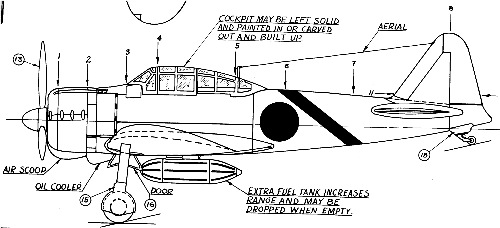 COCKPIT MAY BE LEFT SOLID
AND PAINTED IN OR CARVED
OUT AND BUILT UP
AERIAL
13
1
2
3
4
5
6
7
8
11
AIR SCOOP
OIL COOLER
15
16
DOOR
18
EXTRA FUEL TANK INCREASES
RANGE AND MAY BE
DROPPED WHEN EMPTY.